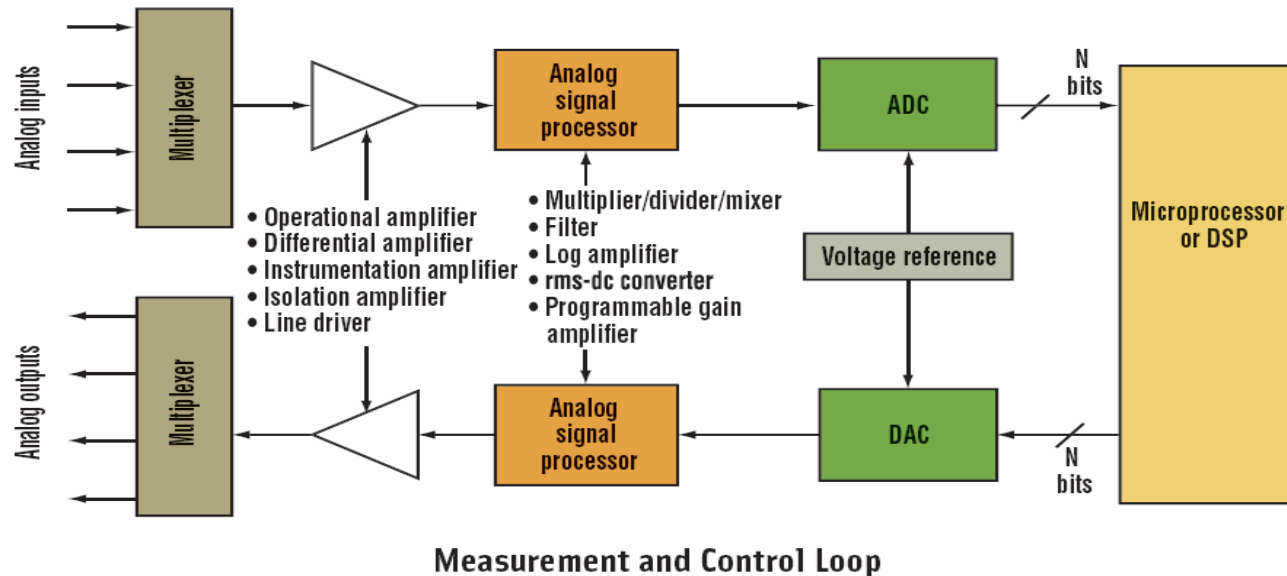 Analog inputs
Multiplexer
Analog
signal
processor
ADC
N
bits
Microprocessor
or DSP
• Operational amplifier
• Differential amplifier
• Instrumentation amplifier
• Isolation amplifier
• Line driver
• Multiplier/divider/mixer
• Filter
• Log amplifier
• rms-dc converter
• Programmable gain
amplifier
Voltage reference
Analog outputs
Multiplexer
Analog
signal
processor
DAC
N
bits
Measurement and Control Loop